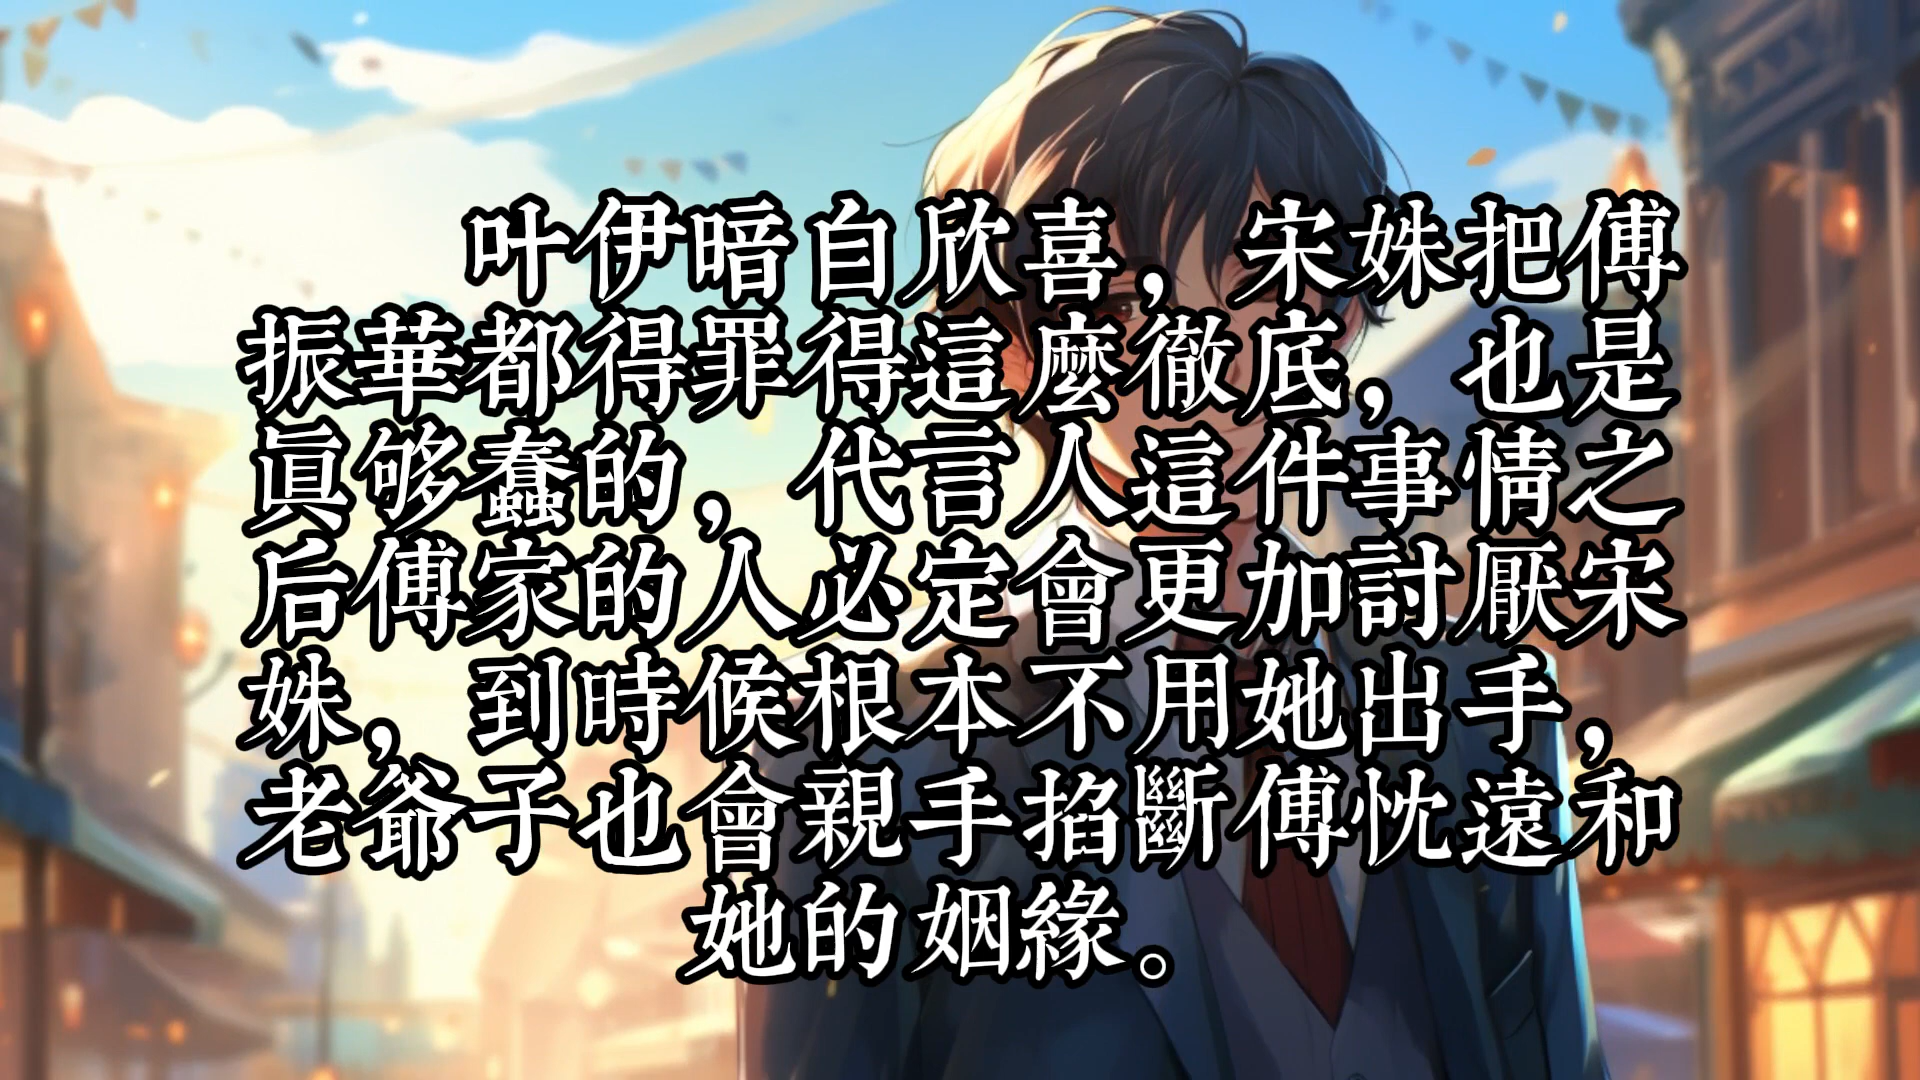 叶伊暗自欣喜，宋姝把傅
振華都得罪得這麼徹底，也是
真够蠢的，代言人這件事情之
后傅家的人必定會更加討厭宋
姝，到時候根本不用她出手，
老爺子也會親手掐斷傅忱遠和
她的姻緣。